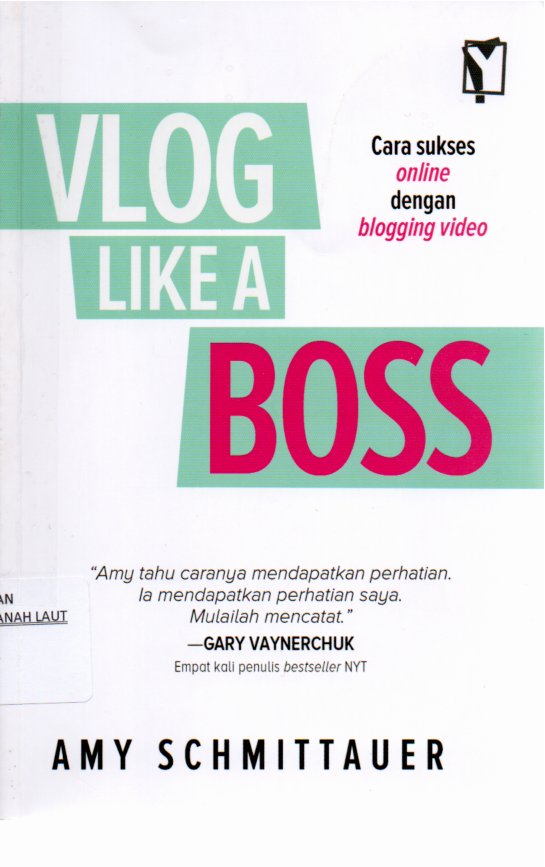 VLOG
LIKE A
BOSS
Cara sukses
online
dengan
blogging video
“Amy tahu caranya mendapatkan perhatian.
Ia mendapatkan perhatian saya.
Mulailah mencatat.”
—GARY VAYNERCHUK
Empat kali penulis bestseller NYT
AN
ANAH LAUT
AMY SCHMITTAUER